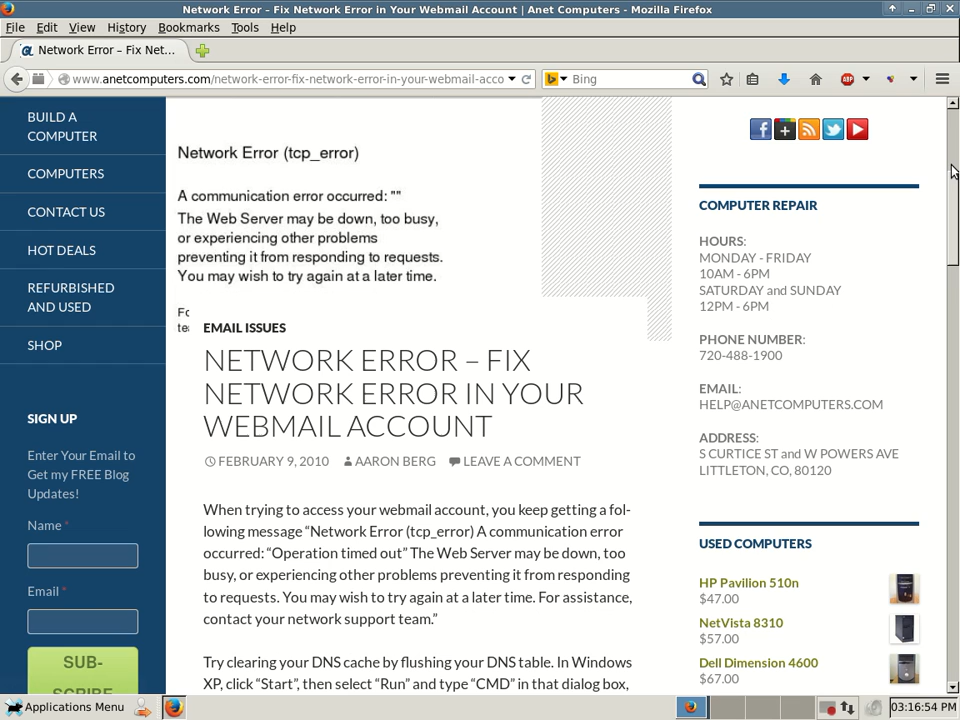 Network Error – Fix Network Error in Your Webmail Account | Anet Computers - Mozilla Firefox
File Edit View History Bookmarks Tools Help
Network Error – Fix Net...
www.anetcomputers.com/network-error-fix-network-error-in-your-webmail-acco
Bing
BUILD A
COMPUTER
COMPUTERS
CONTACT US
HOT DEALS
REFURBISHED
AND USED
SHOP
SIGN UP
Enter Your Email to
Get my FREE Blog
Updates!
Name *
Email *
SUB-
SCRIBE
Network Error (tcp_error)
A communication error occurred: ""
The Web Server may be down, too busy,
or experiencing other problems
preventing it from responding to requests.
You may wish to try again at a later time.
EMAIL ISSUES
NETWORK ERROR – FIX
NETWORK ERROR IN YOUR
WEBMAIL ACCOUNT
FEBRUARY 9, 2010 AARON BERG LEAVE A COMMENT
When trying to access your webmail account, you keep getting a fol-
lowing message “Network Error (tcp_error) A communication error
occurred: “Operation timed out” The Web Server may be down, too
busy, or experiencing other problems preventing it from responding
to requests. You may wish to try again at a later time. For assistance,
contact your network support team.”
Try clearing your DNS cache by flushing your DNS table. In Windows
XP, click “Start”, then select “Run” and type “CMD” in that dialog box,
COMPUTER REPAIR
HOURS:
MONDAY - FRIDAY
10AM - 6PM
SATURDAY and SUNDAY
12PM - 6PM
PHONE NUMBER:
720-488-1900
EMAIL:
HELP@ANETCOMPUTERS.COM
ADDRESS:
S CURTICE ST and W POWERS AVE
LITTLETON, CO, 80120
USED COMPUTERS
HP Pavilion 510n
$47.00
NetVista 8310
$57.00
Dell Dimension 4600
$67.00
Applications Menu
03:16:54 PM